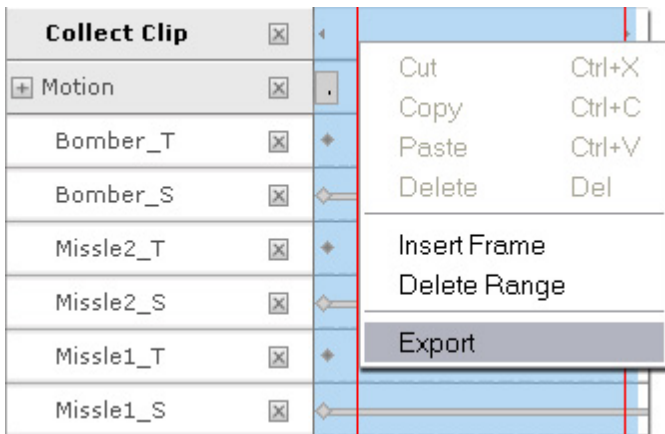 Collect Clip
Motion
Bomber_T
Bomber_S
Missle2_T
Missle2_S
Missle1_T
Missle1_S
Cut Ctrl+X
Copy Ctrl+C
Paste Ctrl+V
Delete Del
Insert Frame
Delete Range
Export